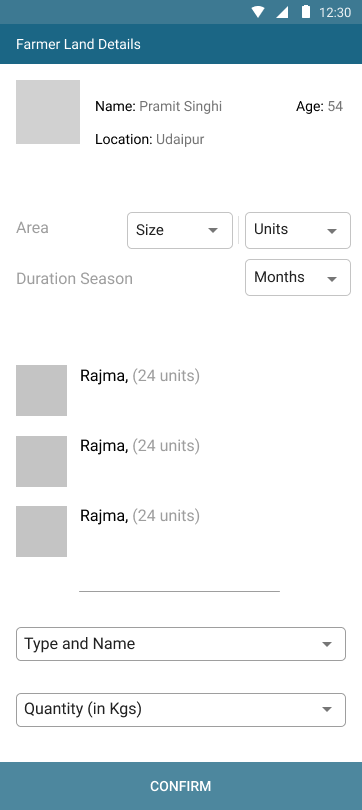 12:30
Farmer Land Details
Name: Pramit Singhi Age: 54
Location: Udaipur
Area Size Units
Duration Season Months
Rajma, (24 units)
Rajma, (24 units)
Rajma, (24 units)
Type and Name
Quantity (in Kgs)
CONFIRM